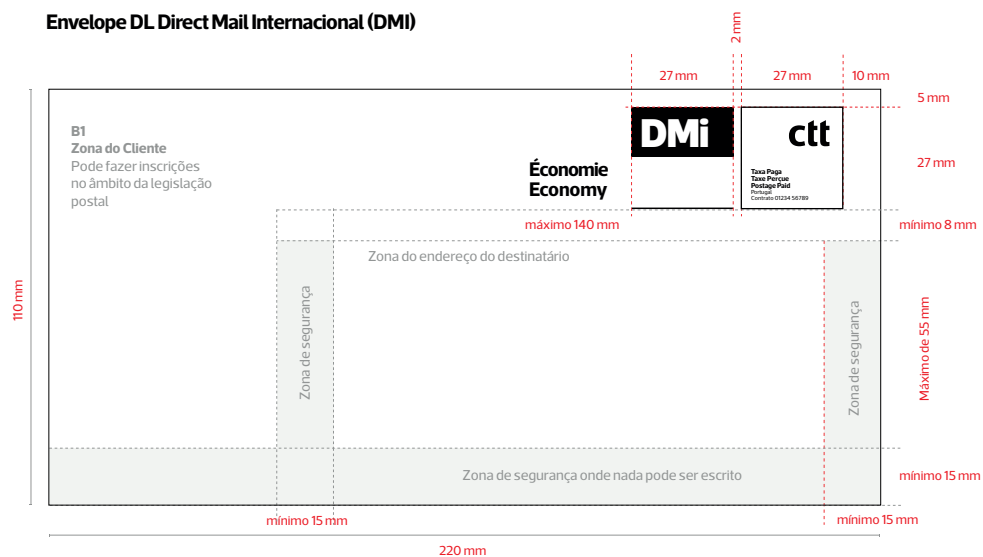 Envelope DL Direct Mail Internacional (DMI)
2 mm
27 mm
27 mm
10 mm
5 mm
B1
Zona do Cliente
Pode fazer inscrições
no âmbito da legislação
postal
DMi
ctt
Économie
Economy
Taxa Paga
Taxe Perçue
Postage Paid
Portugal
Contrato 01234 56789
27 mm
máximo 140 mm
mínimo 8 mm
Zona do endereço do destinatário
110 mm
Zona de segurança
Zona de segurança
Máximo de 55 mm
Zona de segurança onde nada pode ser escrito
mínimo 15 mm
mínimo 15 mm
mínimo 15 mm
220 mm